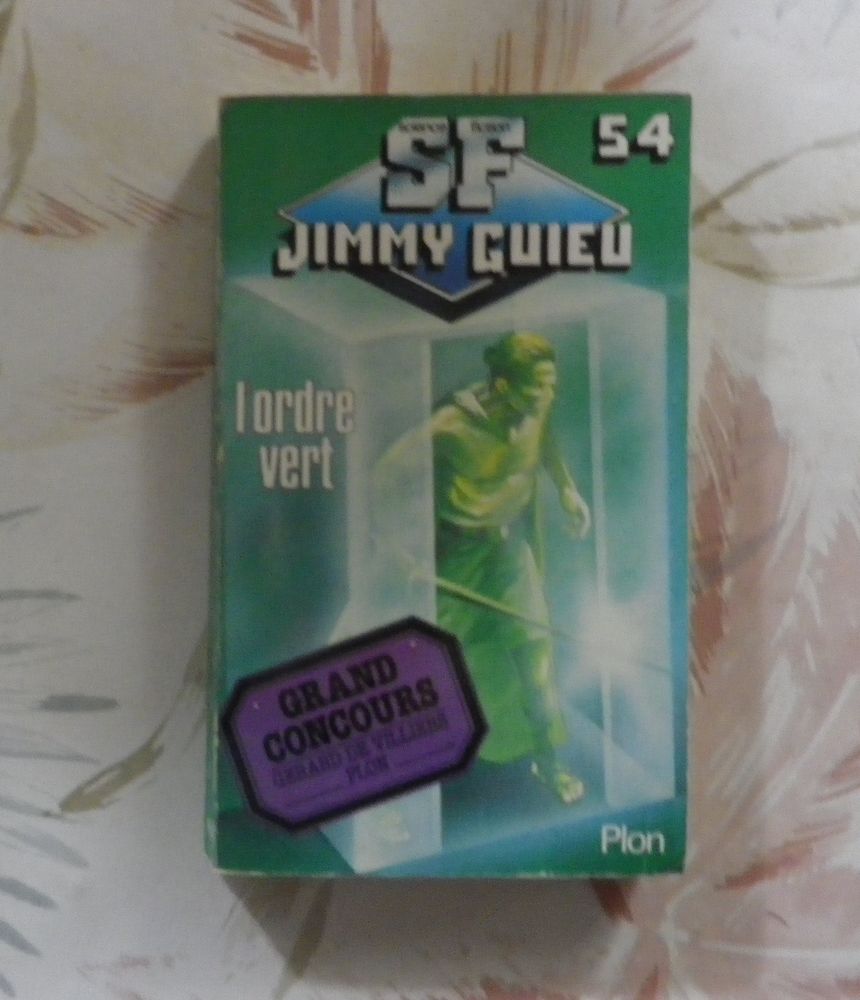 science fiction
SF
54
JIMMY GUIEU
l ordre
vert
GRAND
CONCOURS
GERARD DE VILLIERS
PLON
Plon